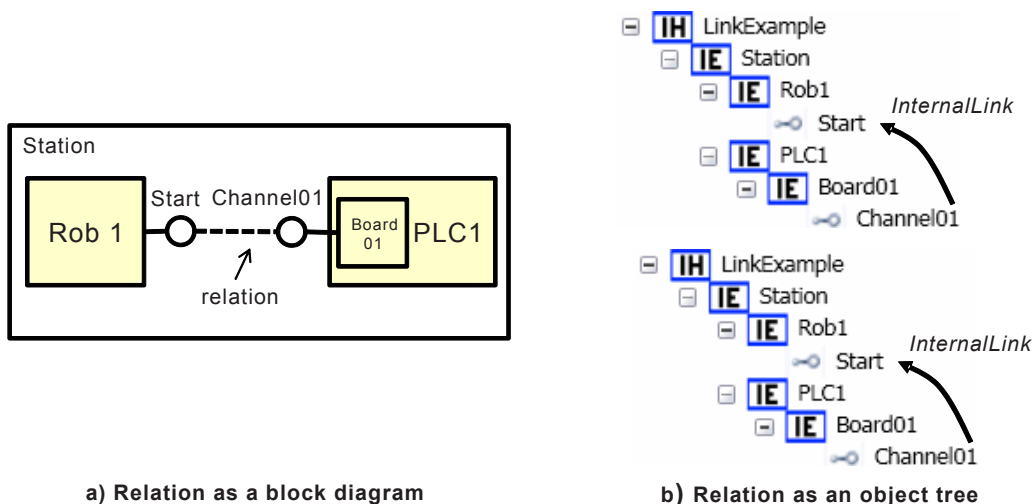 Station
Rob 1
Start
Channel01
Board
01
PLC1
relation
a) Relation as a block diagram
IH LinkExample
IE Station
IE Rob1
InternalLink
Start
IE PLC1
IE Board01
Channel01
IH LinkExample
IE Station
IE Rob1
InternalLink
Start
IE PLC1
IE Board01
Channel01
b) Relation as an object tree